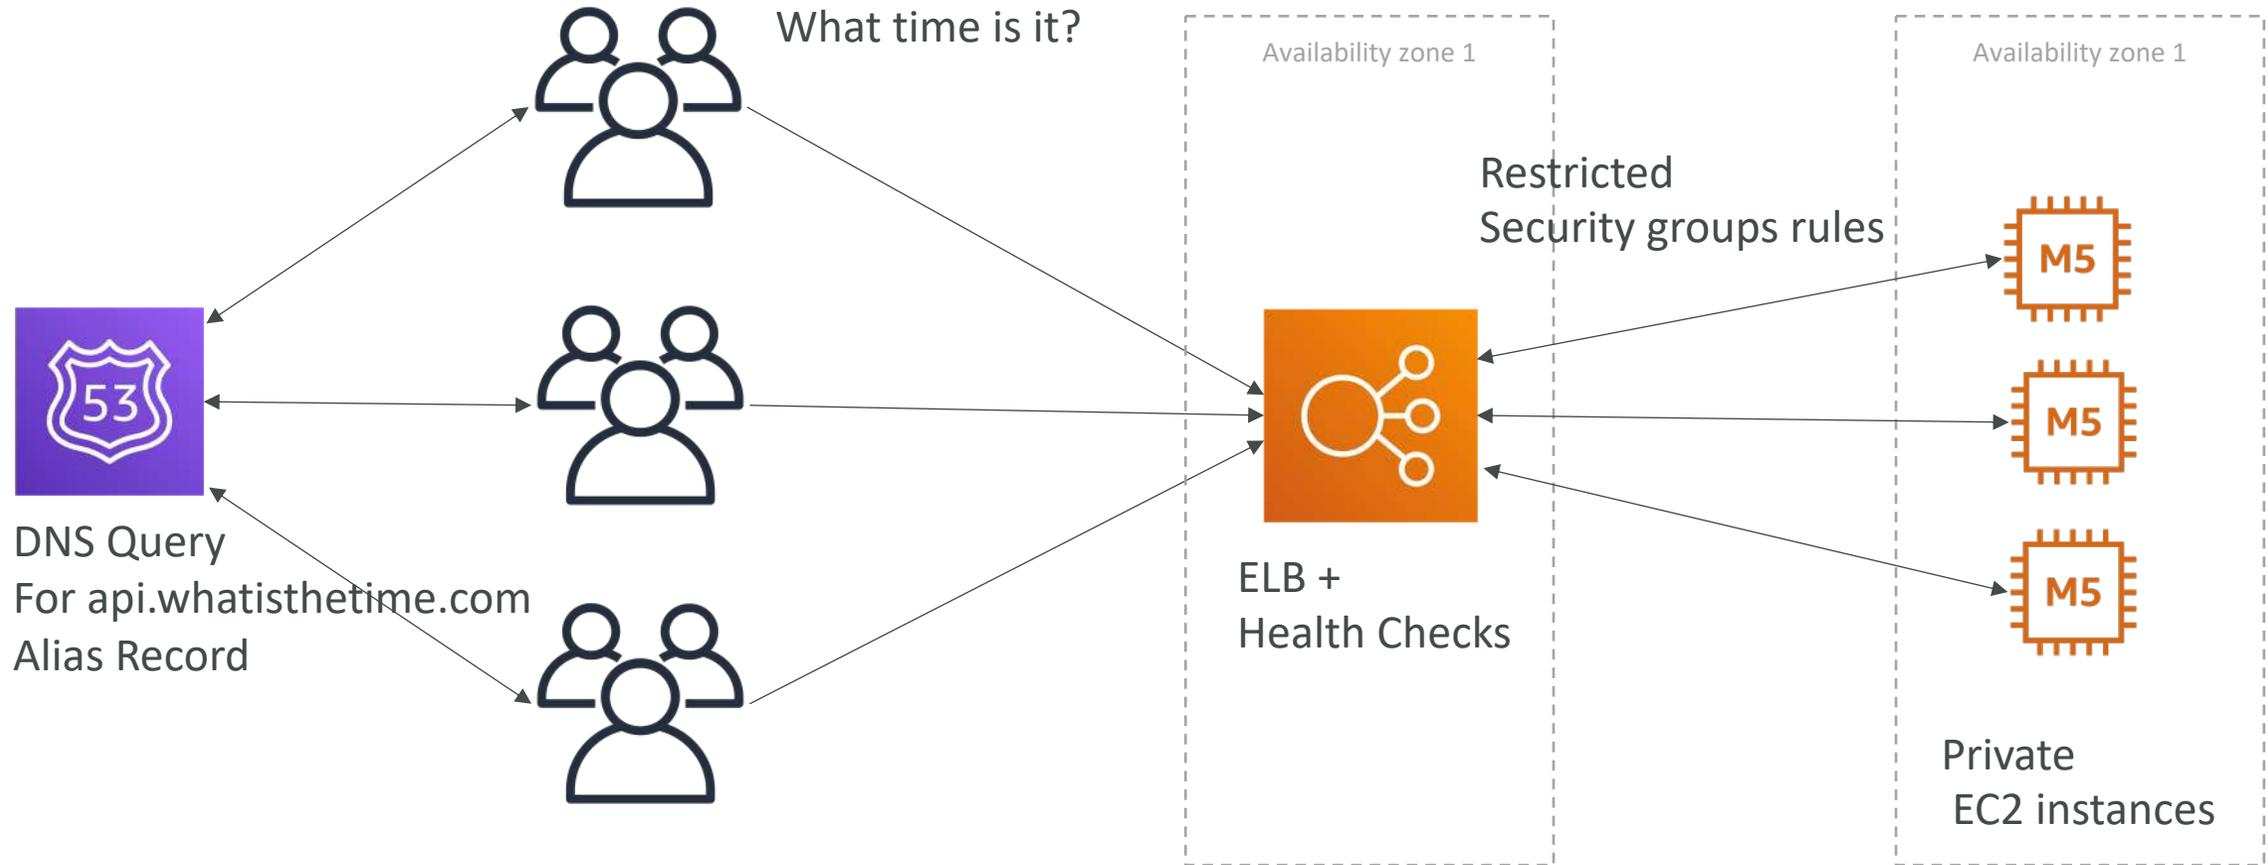 What time is it?
Availability zone 1
Availability zone 1
Restricted
Security groups rules
M5
M5
M5
53
DNS Query
For api.whatisthetime.com
Alias Record
ELB +
Health Checks
Private
EC2 instances